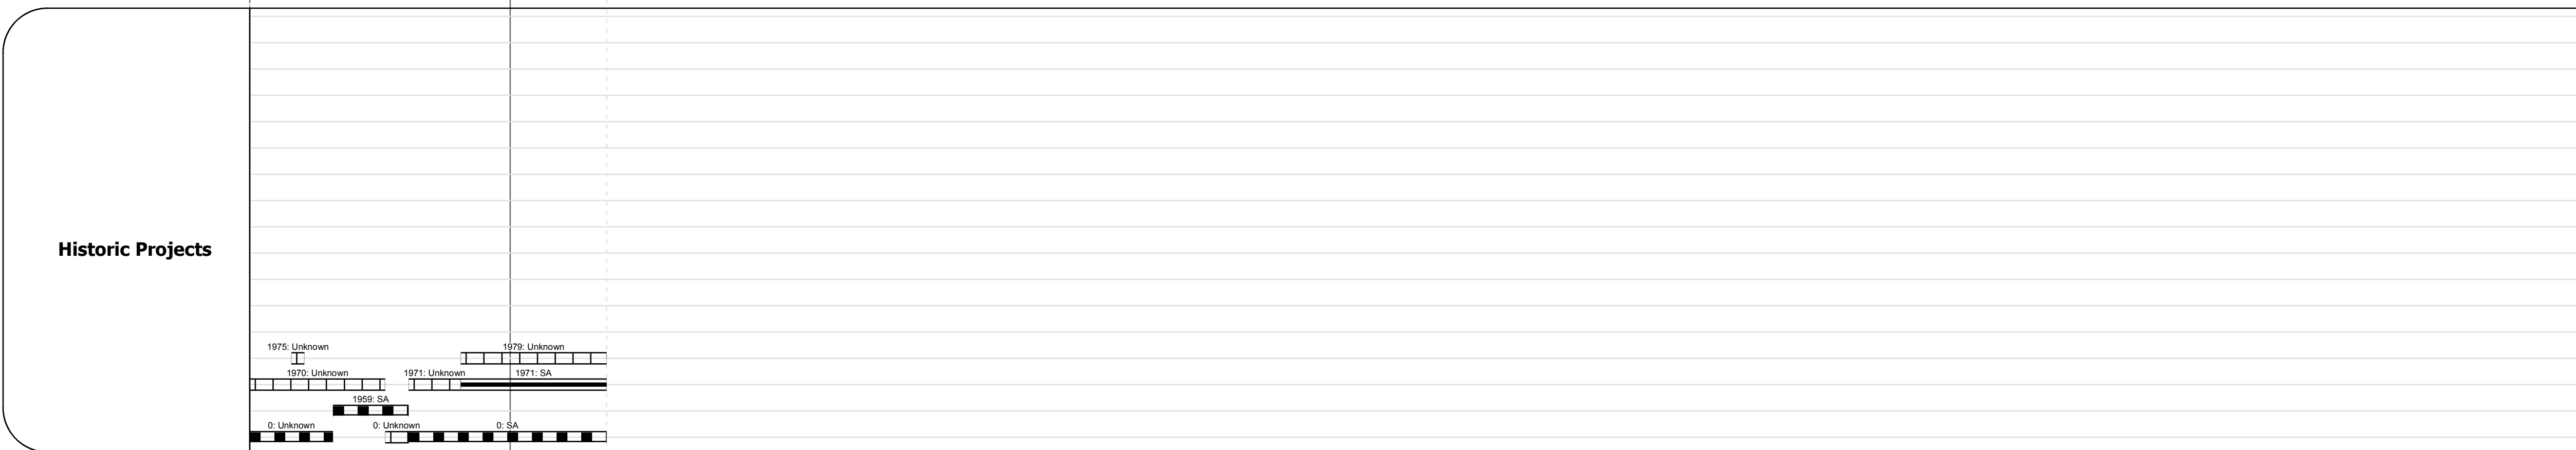 Historic Projects
1975: Unknown
1979: Unknown
1970: Unknown
1971: Unknown
1971: SA
1959: SA
0: Unknown
0: Unknown
0: SA